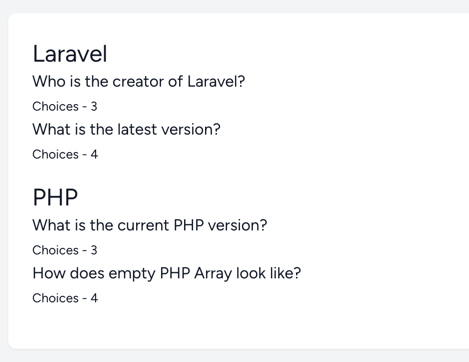 Laravel
Who is the creator of Laravel?
Choices - 3
What is the latest version?
Choices - 4
PHP
What is the current PHP version?
Choices - 3
How does empty PHP Array look like?
Choices - 4